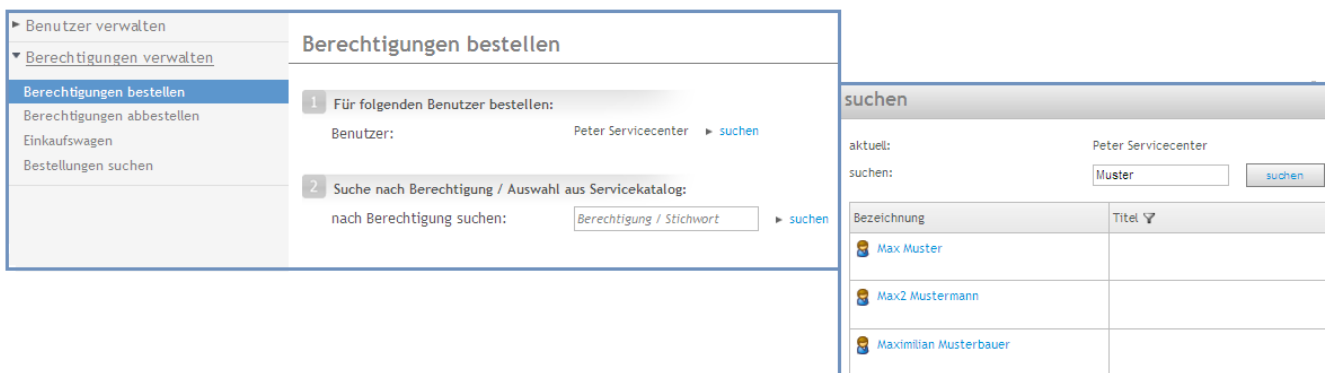 Benutzer verwalten
Berechtigungen verwalten
Berechtigungen bestellen
Berechtigungen abbestellen
Einkaufswagen
Bestellungen suchen
Berechtigungen bestellen
1 Für folgenden Benutzer bestellen:
Benutzer: Peter Servicecenter suchen
2 Suche nach Berechtigung / Auswahl aus Servicekatalog:
nach Berechtigung suchen: Berechtigung / Stichwort suchen
suchen
aktuell: Peter Servicecenter
suchen: Muster suchen
Bezeichnung Titel
Max Muster
Max2 Mustermann
Maximilian Musterbauer